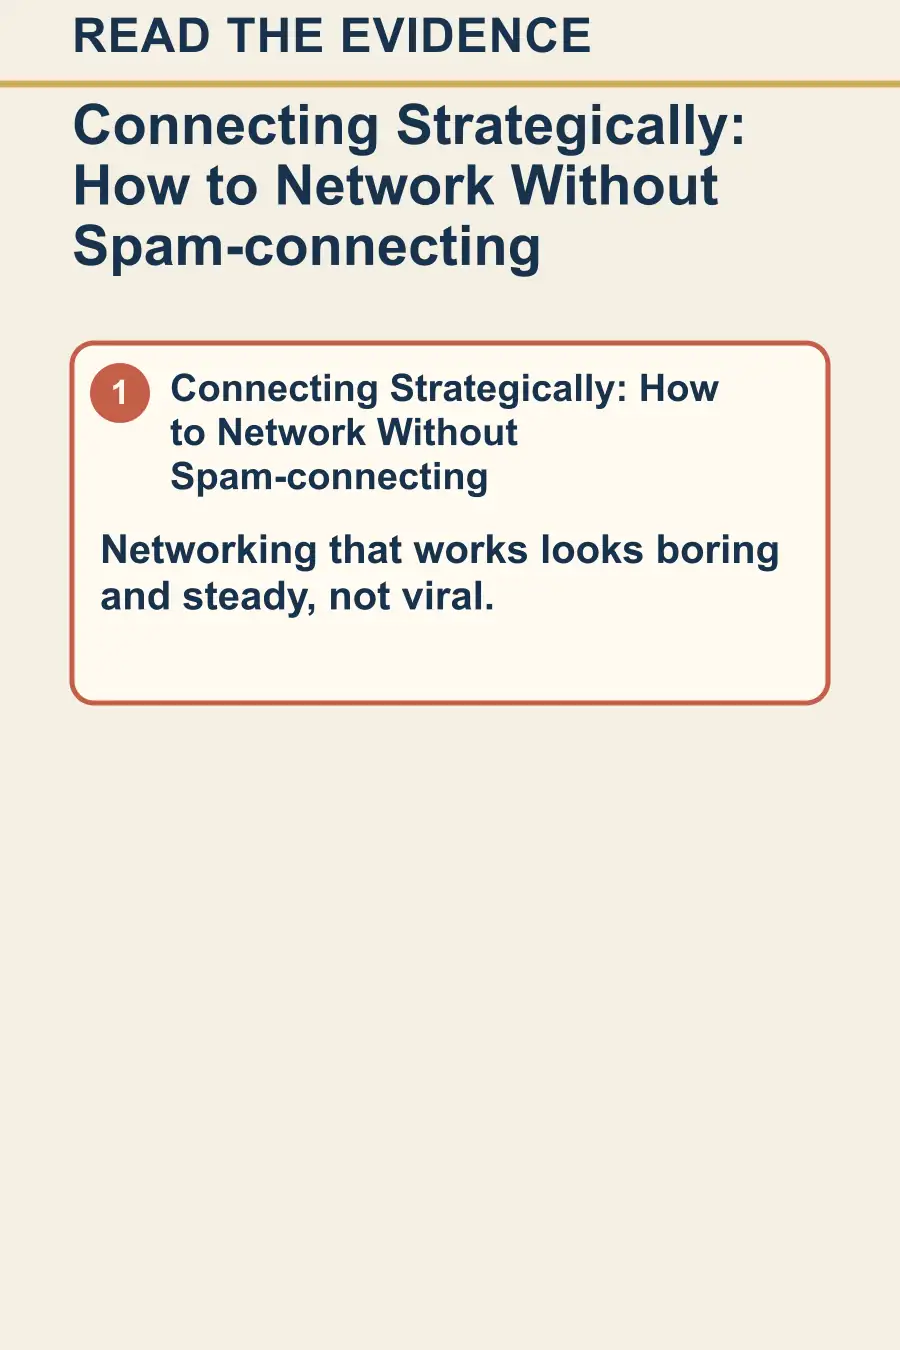 READ THE EVIDENCE
Connecting Strategically:
How to Network Without
Spam-connecting
1
Connecting Strategically: How
to Network Without
Spam-connecting
Networking that works looks boring
and steady, not viral.